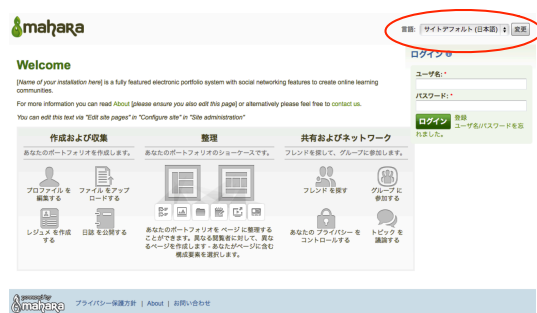 mahara
言語: サイトデフォルト (日本語) 変更
Welcome
[Name of your installation here] is a fully featured electronic portfolio system with social networking features to create online learning
communities.
For more information you can read About [please ensure you also edit this page] or alternatively please feel free to contact us.
You can edit this text via "Edit site pages" in "Configure site" in "Site administration"
ログイン
ユーザ名: *
パスワード: *
ログイン 登録
ユーザ名/パスワードを忘
れました。
作成および収集
あなたのポートフォリオを作成します。
プロファイル を
編集する
ファイル をアップ
ロードする
レジュメ を作成
する
日誌 を公開する
整理
あなたのポートフォリオのショーケースです。
あなたのポートフォリオを ページ に整理する
ことができます。異なる閲覧者に対して、異な
るページを作成します - あなたがページに含む
構成要素を選択します。
共有およびネットワーク
フレンドを探して、グループに参加します。
フレンド を探す
グループ に
参加する
あなたの プライバシー を
コントロールする
トピック を
議論する
powered by
mahara
プライバシー保護方針 | About | お問い合わせ